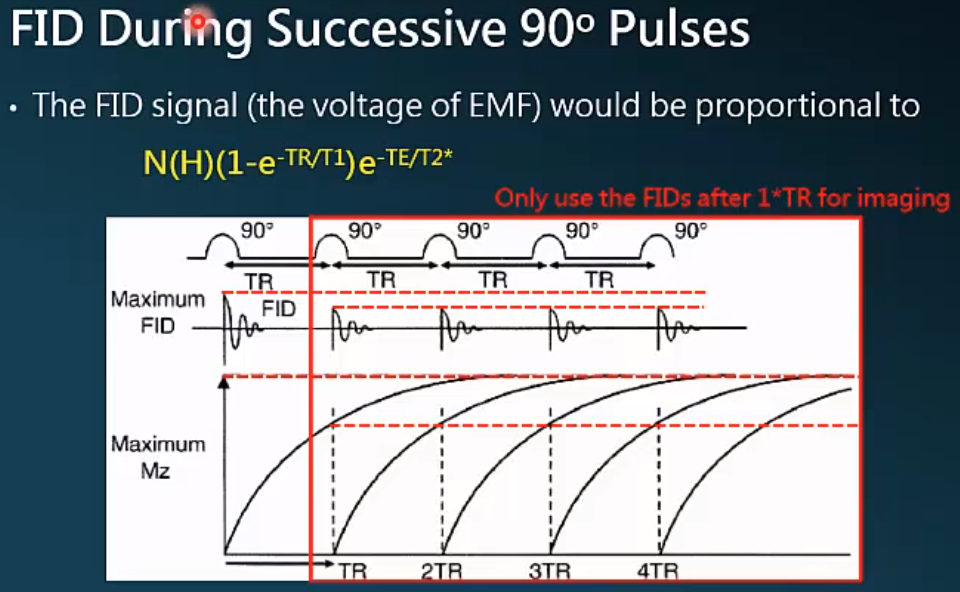 FID During Successive 90º Pulses
• The FID signal (the voltage of EMF) would be proportional to
N(H)(1-e-TR/T1)e-TE/T2*
Only use the FIDs after 1*TR for imaging
90° 90° 90° 90° 90°
TR TR TR TR
Maximum
FID
FID
Maximum
Mz
TR 2TR 3TR 4TR